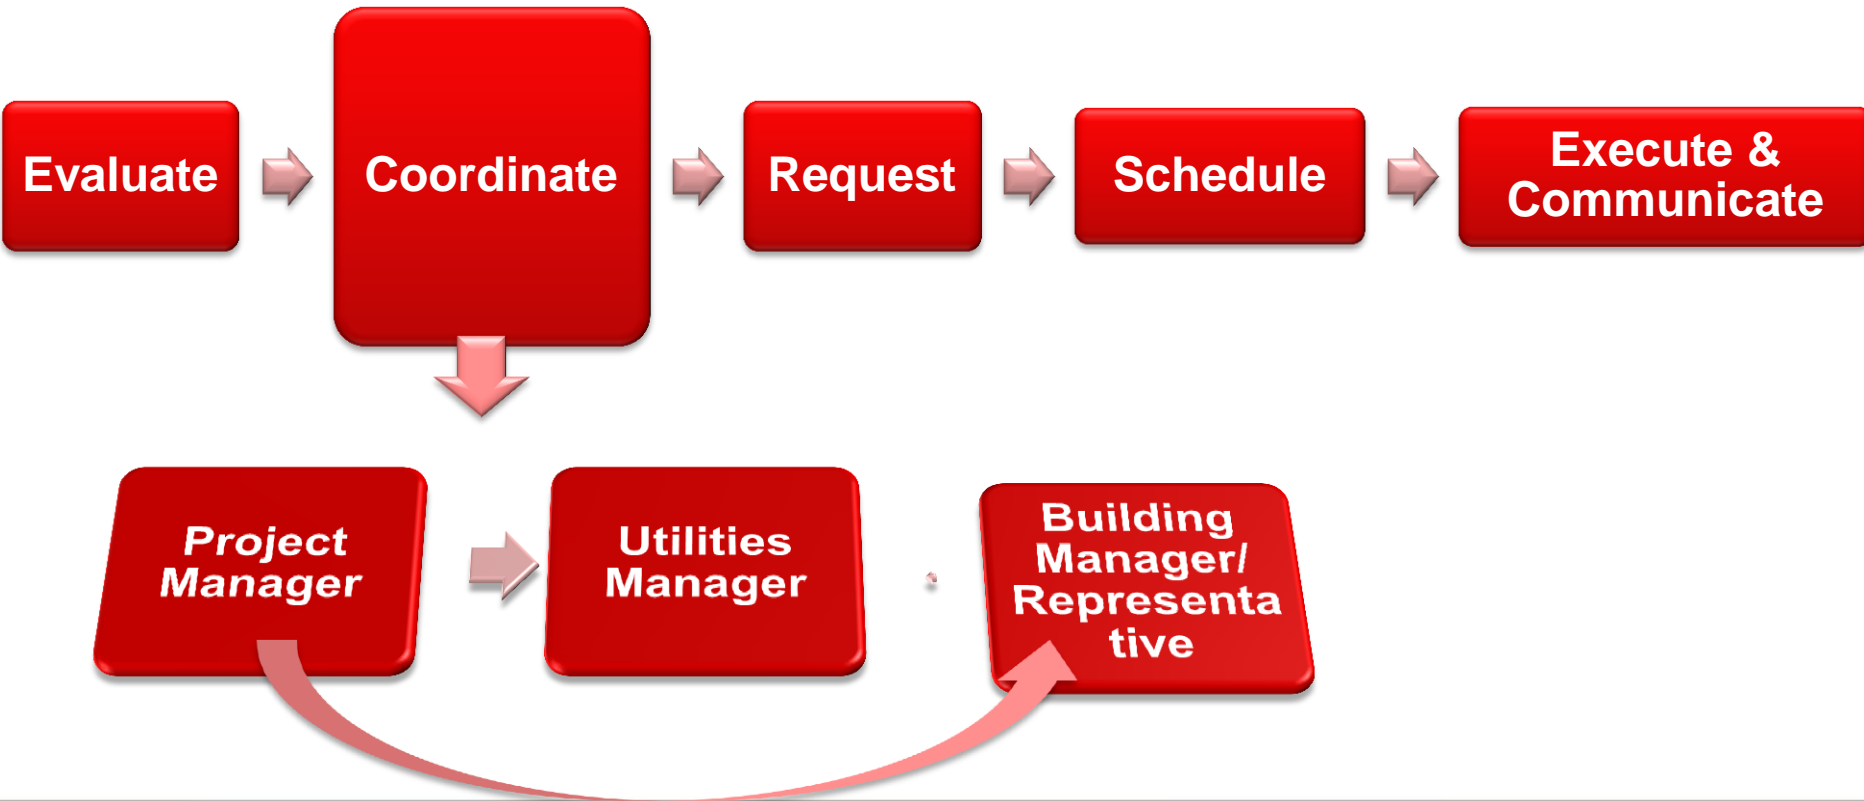 Evaluate
Coordinate
Request
Schedule
Execute &
Communicate
Project
Manager
Utilities
Manager
Building
Manager/
Representa
tive